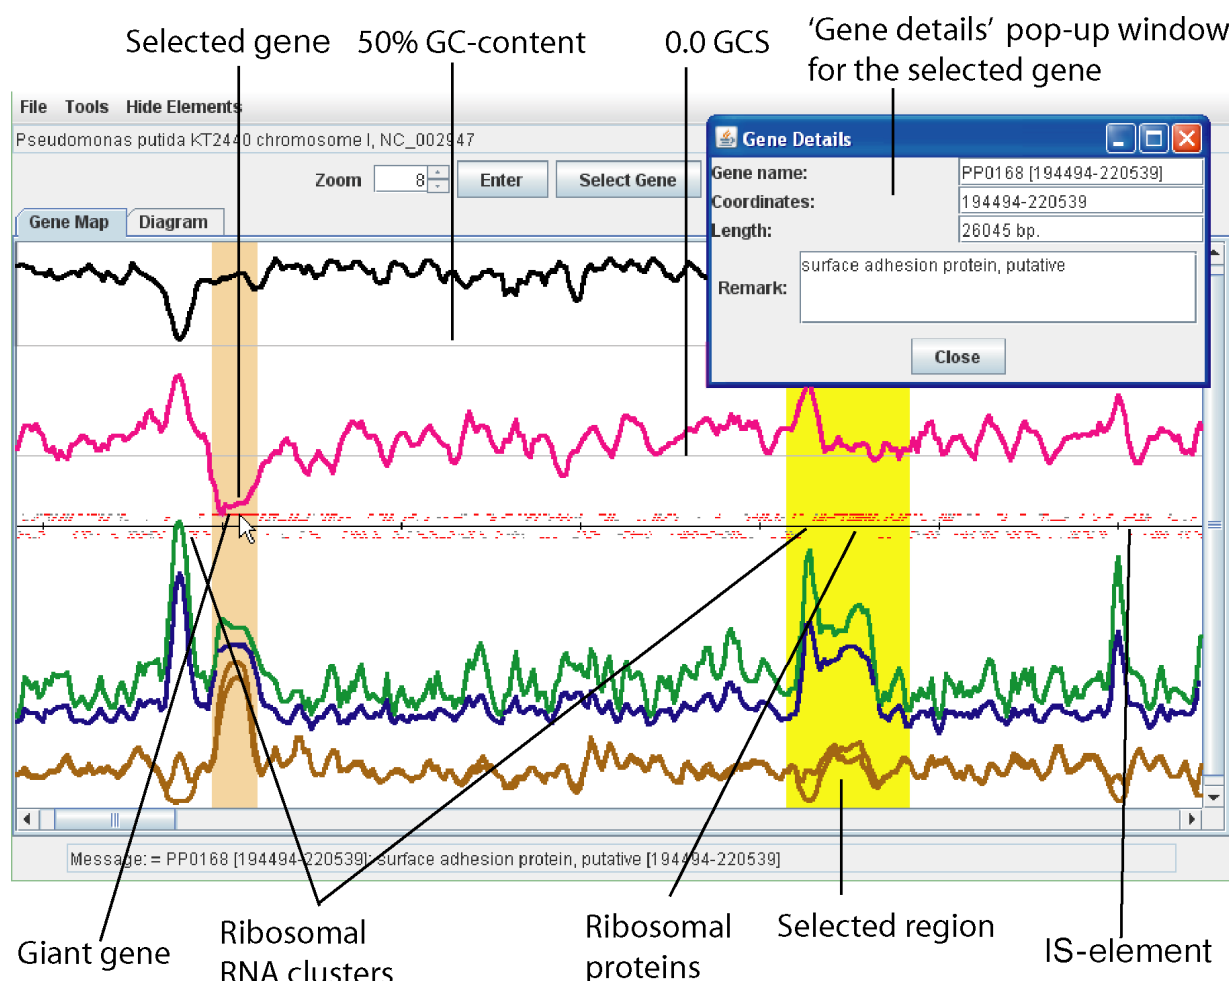 Selected gene 50% GC-content 0.0 GCS 'Gene details' pop-up window
for the selected gene
File Tools Hide Elements
Pseudomonas putida KT2440 chromosome I, NC_002947
Zoom 8 Enter Select Gene
Gene Map Diagram
Gene Details
Gene name: PP0168 [194494-220539]
Coordinates: 194494-220539
Length: 26045 bp.
Remark: surface adhesion protein, putative
Close
Message: = PP0168 [194494-220539]: surface adhesion protein, putative [194494-220539]
Giant gene
Ribosomal
RNA clusters
Ribosomal
proteins
Selected region
IS-element